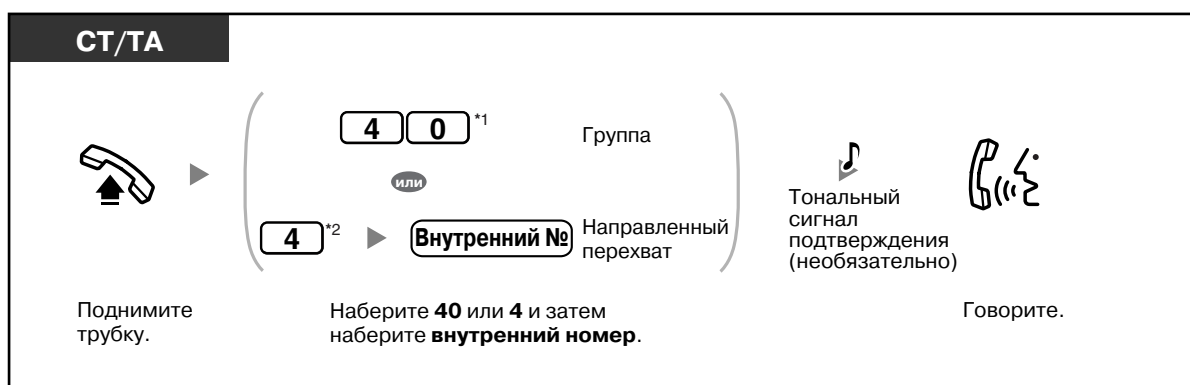 СТ/ТА
4 0 *1 Группа
или
4 *2 Внутренний № Направленный
перехват
Тональный
сигнал
подтверждения
(необязательно)
Поднимите
трубку.
Наберите 40 или 4 и затем
наберите внутренний номер.
Говорите.